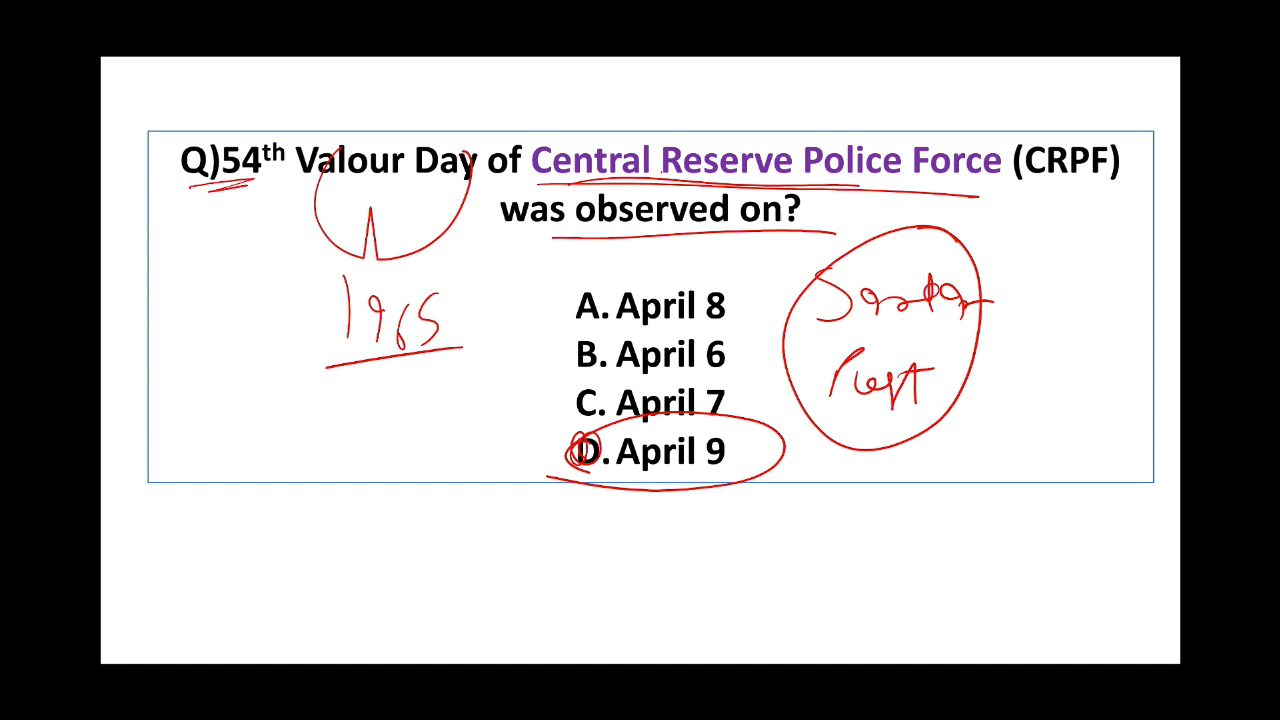 Q)54th Valour Day of Central Reserve Police Force (CRPF)
was observed on?
1965
A. April 8
B. April 6
C. April 7
D. April 9